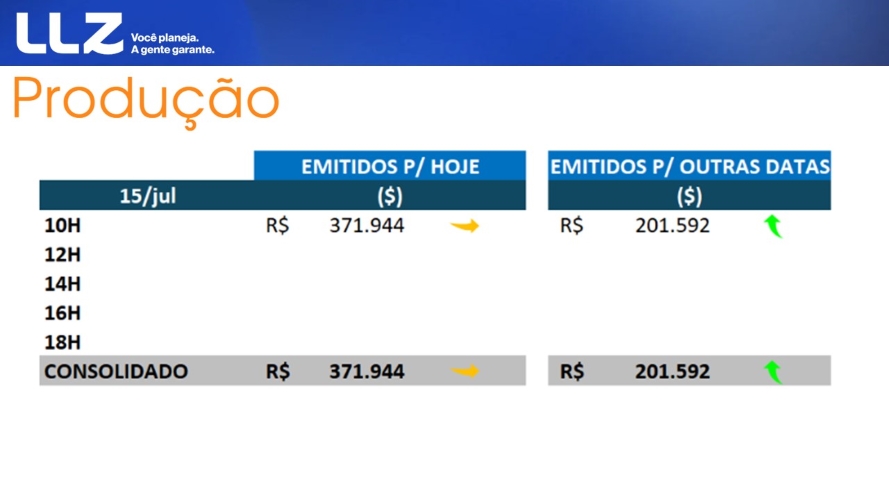 LLZ
Você planeja.
A gente garante.
Produção
EMITIDOS P/ HOJE EMITIDOS P/ OUTRAS DATAS
15/jul ($) ($)
10H R$ 371.944 R$ 201.592
12H
14H
16H
18H
CONSOLIDADO R$ 371.944 R$ 201.592